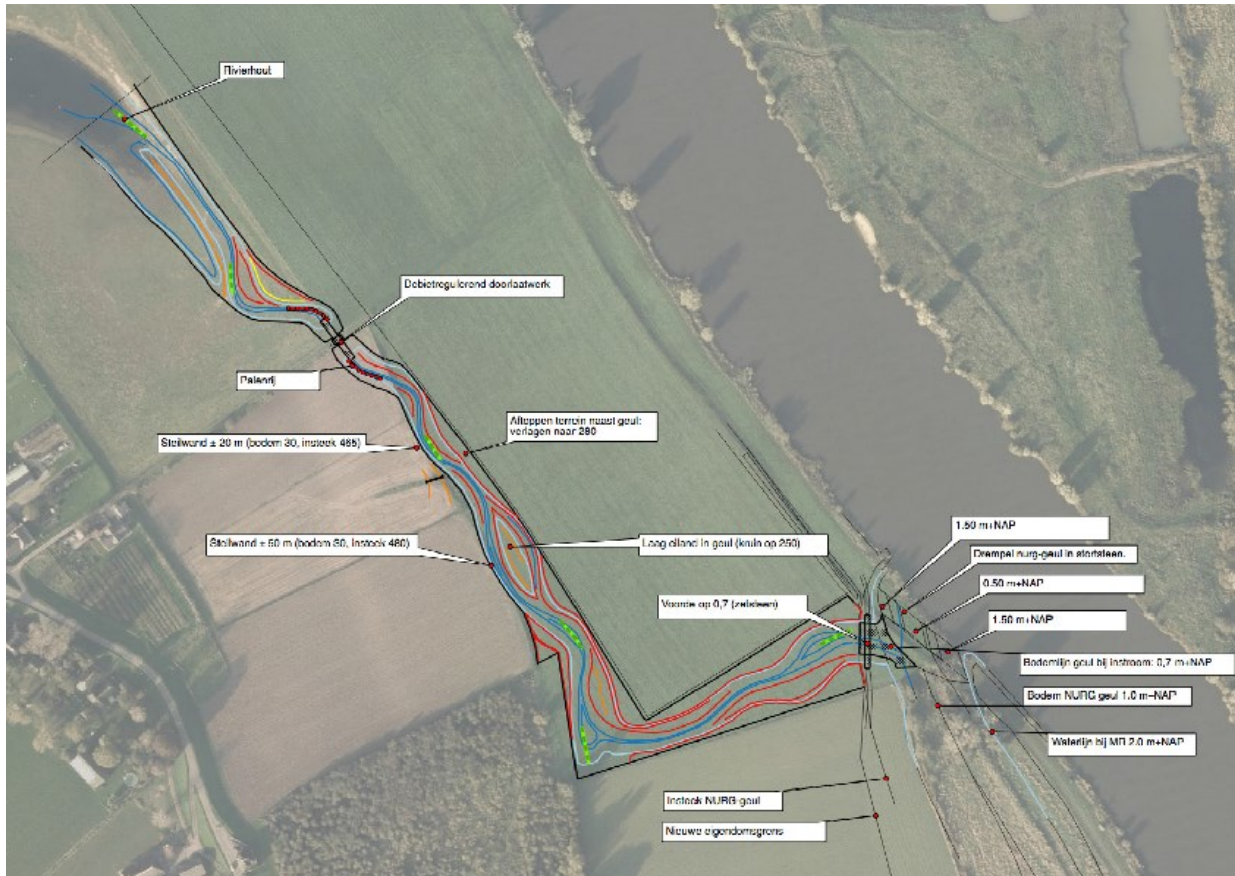 Rivierhout
Debietregulerend doorlaatwerk
Palenrij
Aftoppen terrein naast geul:
verlagen naar 280
Steilwand ± 20 m (bodem 30, insteek 465)
Steilwand ± 50 m (bodem 30, insteek 480)
Laag eiland in geul (kruin op 250)
1.50 m+NAP
Drempel nurg-geul in stortsteen.
0.50 m+NAP
Voorde op 0,7 (zetsteen)
1.50 m+NAP
Bodemlijn geul bij instroom: 0,7 m+NAP
Bodem NURG geul 1.0 m-NAP
Waterlijn bij MR 2.0 m+NAP
Insteek NURG-geul
Nieuwe eigendomsgrens